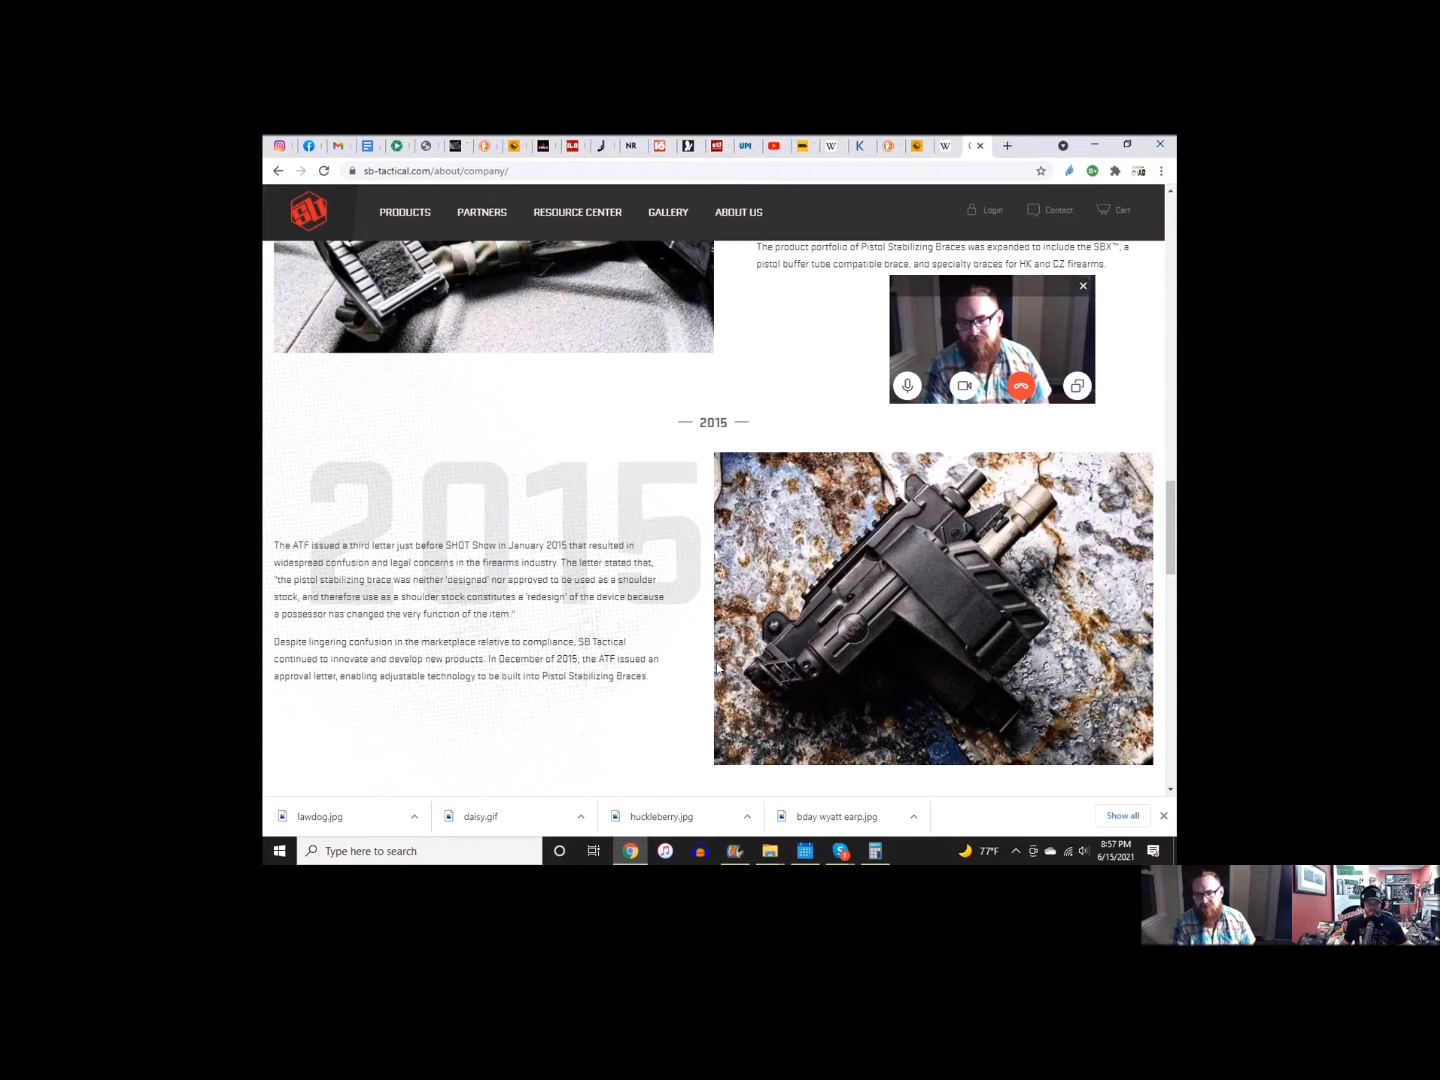 NR
UPI
W
K
W
sb-tactical.com/about/company/
sb
PRODUCTS
PARTNERS
RESOURCE CENTER
GALLERY
ABOUT US
Login
Contact
Cart
The product portfolio of Pistol Stabilizing Braces was expanded to include the SBX™, a
pistol buffer tube compatible brace, and specialty braces for HK and CZ firearms.
— 2015 —
2015
The ATF issued a third letter just before SHOT Show in January 2015 that resulted in
widespread confusion and legal concerns in the firearms industry. The letter stated that,
"the pistol stabilizing brace was neither 'designed' nor approved to be used as a shoulder
stock, and therefore use as a shoulder stock constitutes a 'redesign' of the device because
a possessor has changed the very function of the item."
Despite lingering confusion in the marketplace relative to compliance, SB Tactical
continued to innovate and develop new products. In December of 2015, the ATF issued an
approval letter, enabling adjustable technology to be built into Pistol Stabilizing Braces.
lawdog.jpg
daisy.gif
huckleberry.jpg
bday wyatt earp.jpg
Show all
Type here to search
77°F
8:57 PM
6/15/2021